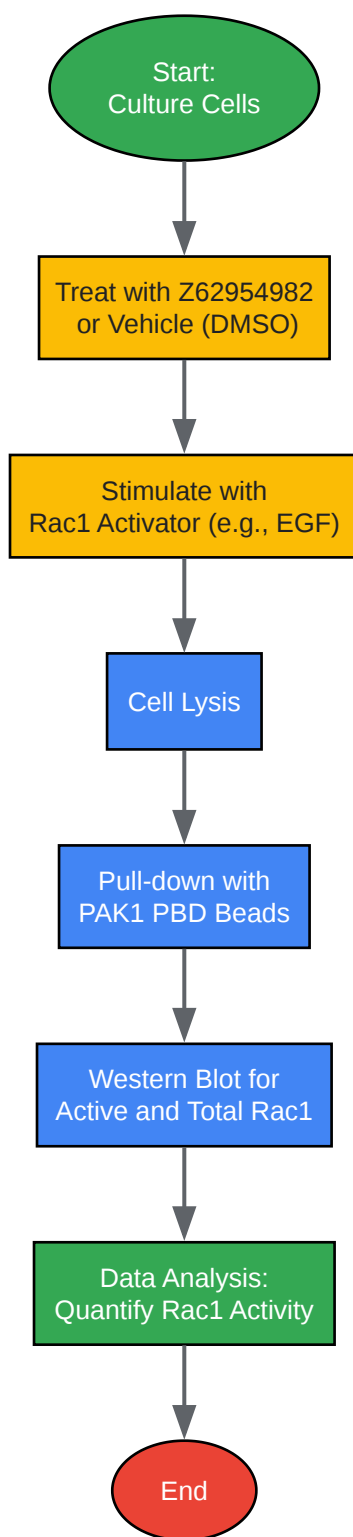 Start:
Culture Cells
Treat with Z62954982
or Vehicle (DMSO)
Stimulate with
Rac1 Activator (e.g., EGF)
Cell Lysis
Pull-down with
PAK1 PBD Beads
Western Blot for
Active and Total Rac1
Data Analysis:
Quantify Rac1 Activity
End